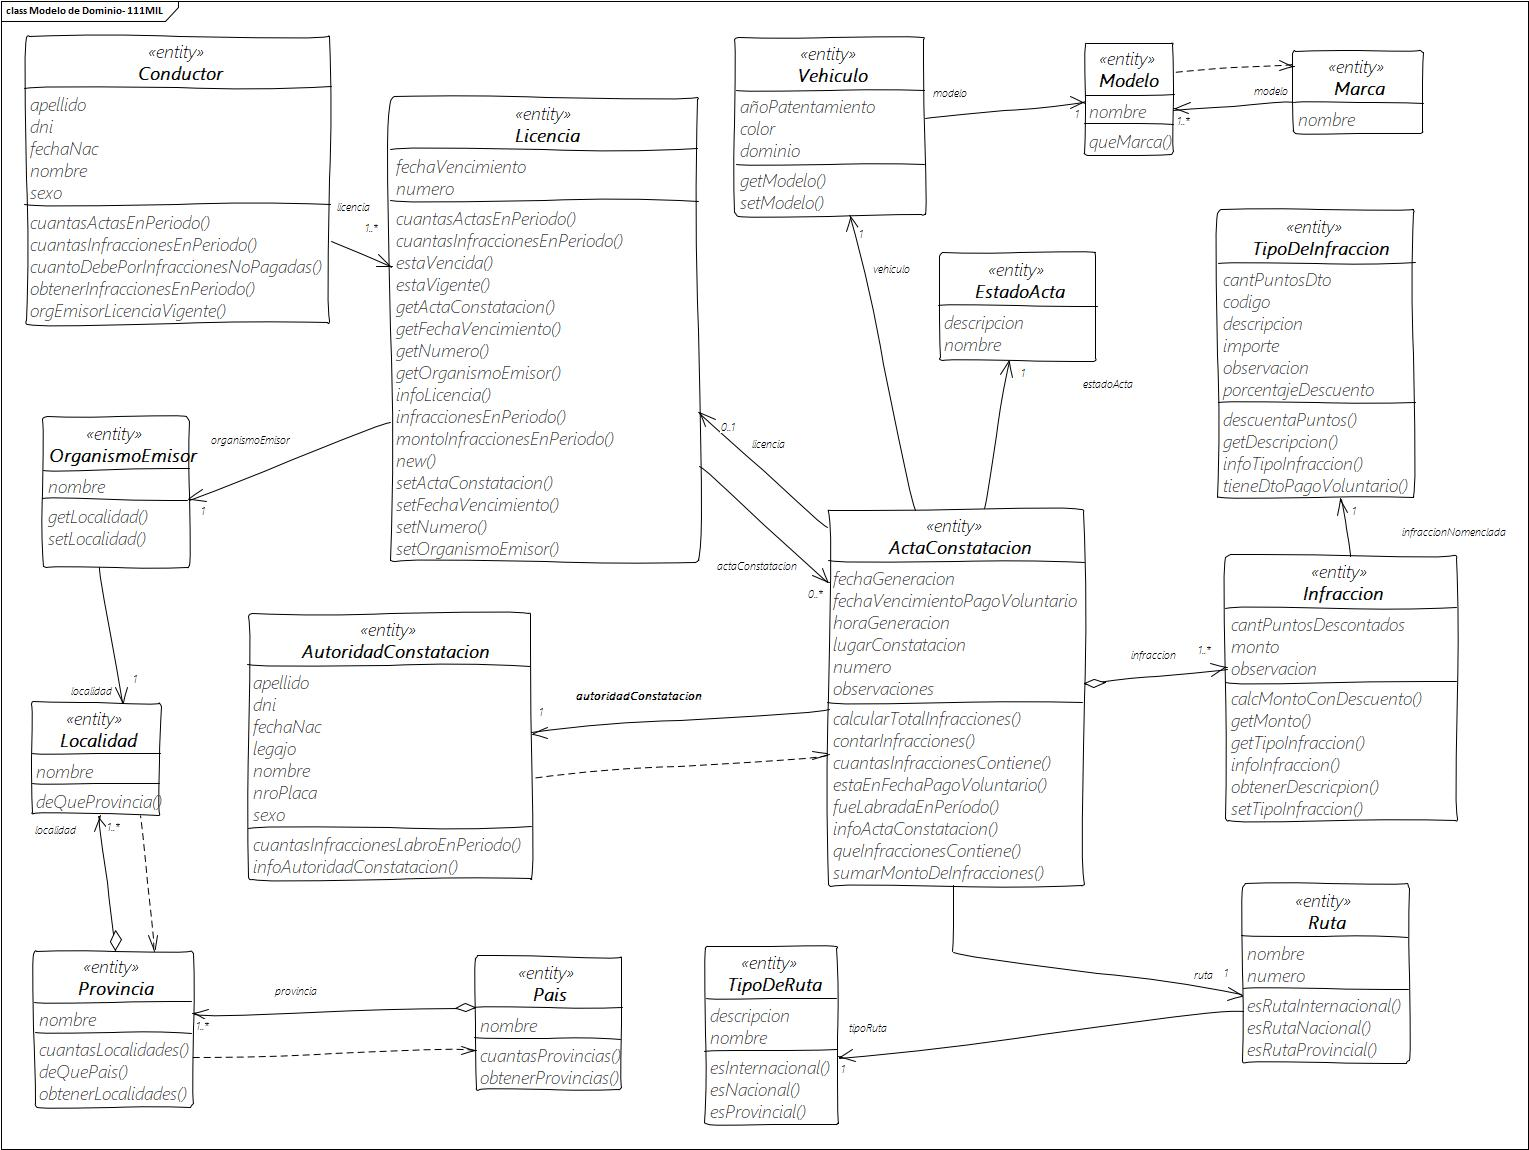 class Modelo de Dominio- 111MIL
«entity»
Conductor
apellido
dni
fechaNac
nombre
sexo
cuantasActasEnPeriodo()
cuantasInfraccionesEnPeriodo()
cuantoDebePorInfraccionesNoPagadas()
obtenerInfraccionesEnPeriodo()
orgEmisorLicenciaVigente()
licencia
1..*
«entity»
Licencia
fechaVencimiento
numero
cuantasActasEnPeriodo()
cuantasInfraccionesEnPeriodo()
estaVencida()
estaVigente()
getActaConstatacion()
getFechaVencimiento()
getNumero()
getOrganismoEmisor()
infoLicencia()
infraccionesEnPeriodo()
montoInfraccionesEnPeriodo()
new()
setActaConstatacion()
setFechaVencimiento()
setNumero()
setOrganismoEmisor()
«entity»
Vehiculo
añoPatentamiento
color
dominio
getModelo()
setModelo()
modelo
1
«entity»
Modelo
nombre
queMarca()
modelo
1..*
«entity»
Marca
nombre
1
vehiculo
«entity»
EstadoActa
descripcion
nombre
1
estadoActa
«entity»
TipoDeInfraccion
cantPuntosDto
codigo
descripcion
importe
observacion
porcentajeDescuento
descuentaPuntos()
getDescripcion()
infoTipoInfraccion()
tieneDtoPagoVoluntario()
1
infraccionNomenclada
«entity»
OrganismoEmisor
nombre
getLocalidad()
setLocalidad()
organismoEmisor
1
0..1
licencia
actaConstatacion
0..*
«entity»
ActaConstatacion
fechaGeneracion
fechaVencimientoPagoVoluntario
horaGeneracion
lugarConstatacion
numero
observaciones
calcularTotalInfracciones()
contarInfracciones()
cuantasInfraccionesContiene()
estaEnFechaPagoVoluntario()
fueLabradaEnPeríodo()
infoActaConstatacion()
queInfraccionesContiene()
sumarMontoDeInfracciones()
infraccion
1..*
«entity»
Infraccion
cantPuntosDescontados
monto
observacion
calcMontoConDescuento()
getMonto()
getTipoInfraccion()
infoInfraccion()
obtenerDescricpion()
setTipoInfraccion()
«entity»
AutoridadConstatacion
apellido
dni
fechaNac
legajo
nombre
nroPlaca
sexo
cuantasInfraccionesLabroEnPeriodo()
infoAutoridadConstatacion()
autoridadConstatacion
1
localidad
1
«entity»
Localidad
nombre
deQueProvincia()
localidad
1..*
«entity»
Provincia
nombre
cuantasLocalidades()
deQuePais()
obtenerLocalidades()
provincia
1..*
«entity»
Pais
nombre
cuantasProvincias()
obtenerProvincias()
«entity»
TipoDeRuta
descripcion
nombre
esInternacional()
esNacional()
esProvincial()
tipoRuta
1
ruta
1
«entity»
Ruta
nombre
numero
esRutaInternacional()
esRutaNacional()
esRutaProvincial()